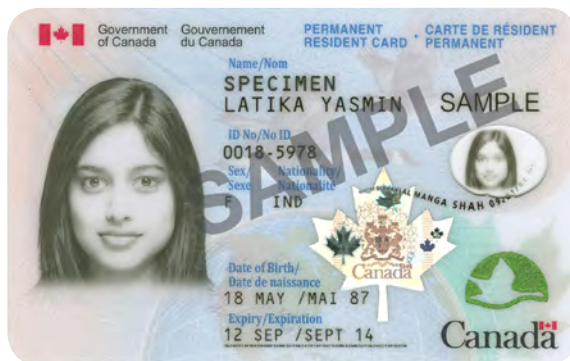 Government of Canada
Gouvernement du Canada
PERMANENT RESIDENT CARD • CARTE DE RÉSIDENT PERMANENT
Name/Nom
SPECIMEN
LATIKA YASMIN
SAMPLE
ID No/No ID
0018-5978
Sex/Sexe
Nationality/Nationalité
F IND
SAMPLE
MANGA SHAH
Canada
Date of Birth/
Date de naissance
18 MAY /MAI 87
Expiry/Expiration
12 SEP /SEPT 14
Canada